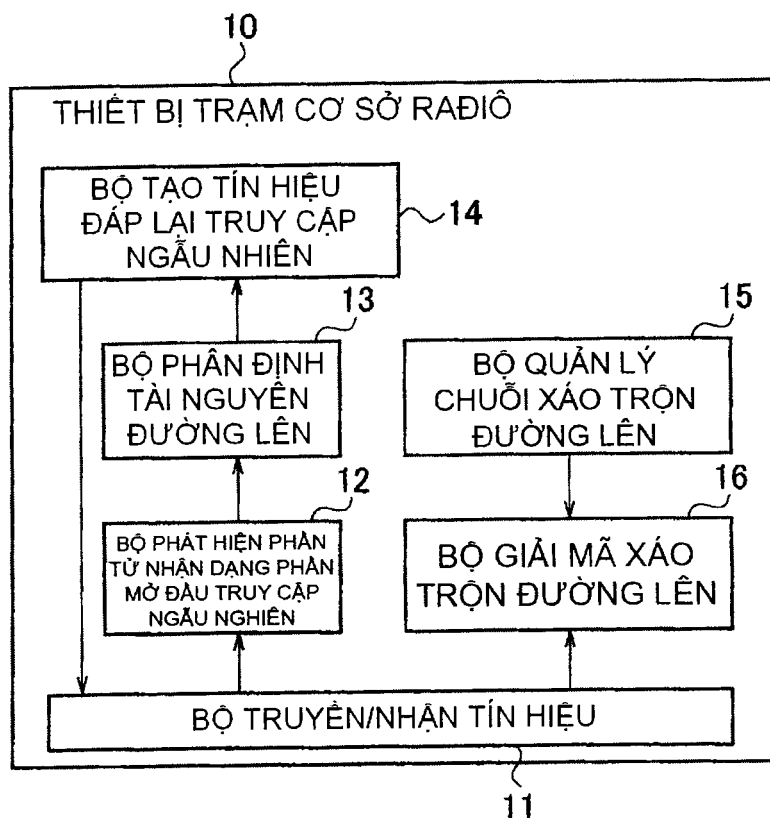 10
THIẾT BỊ TRẠM CƠ SỞ RAĐIÔ
BỘ TẠO TÍN HIỆU
ĐÁP LẠI TRUY CẬP
NGẪU NHIÊN
14
13
BỘ PHÂN ĐỊNH
TÀI NGUYÊN
ĐƯỜNG LÊN
15
BỘ QUẢN LÝ
CHUỖI XÁO TRỘN
ĐƯỜNG LÊN
12
BỘ PHÁT HIỆN PHẦN
TỬ NHẬN DẠNG PHẦN
MỞ ĐẦU TRUY CẬP
NGẪU NGHIÊN
16
BỘ GIẢI MÃ XÁO
TRỘN ĐƯỜNG LÊN
BỘ TRUYỀN/NHẬN TÍN HIỆU
11